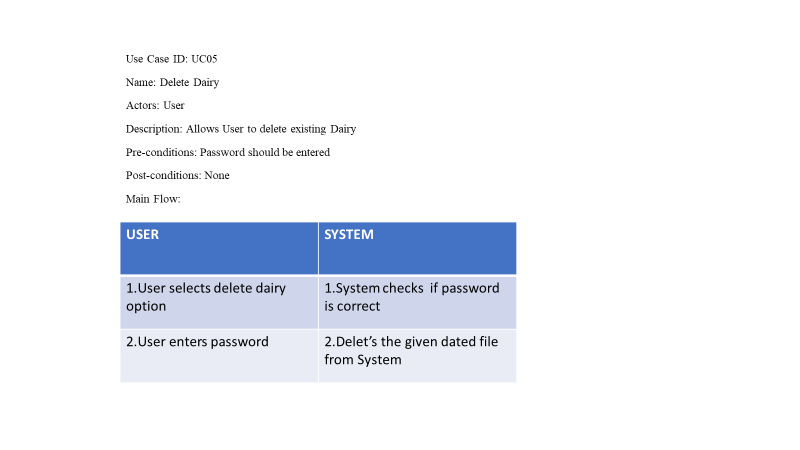 Use Case ID: UC05
Name: Delete Dairy
Actors: User
Description: Allows User to delete existing Dairy
Pre-conditions: Password should be entered
Post-conditions: None
Main Flow:
USER
SYSTEM
1.User selects delete dairy
option
1.System checks if password
is correct
2.User enters password
2.Delet’s the given dated file
from System